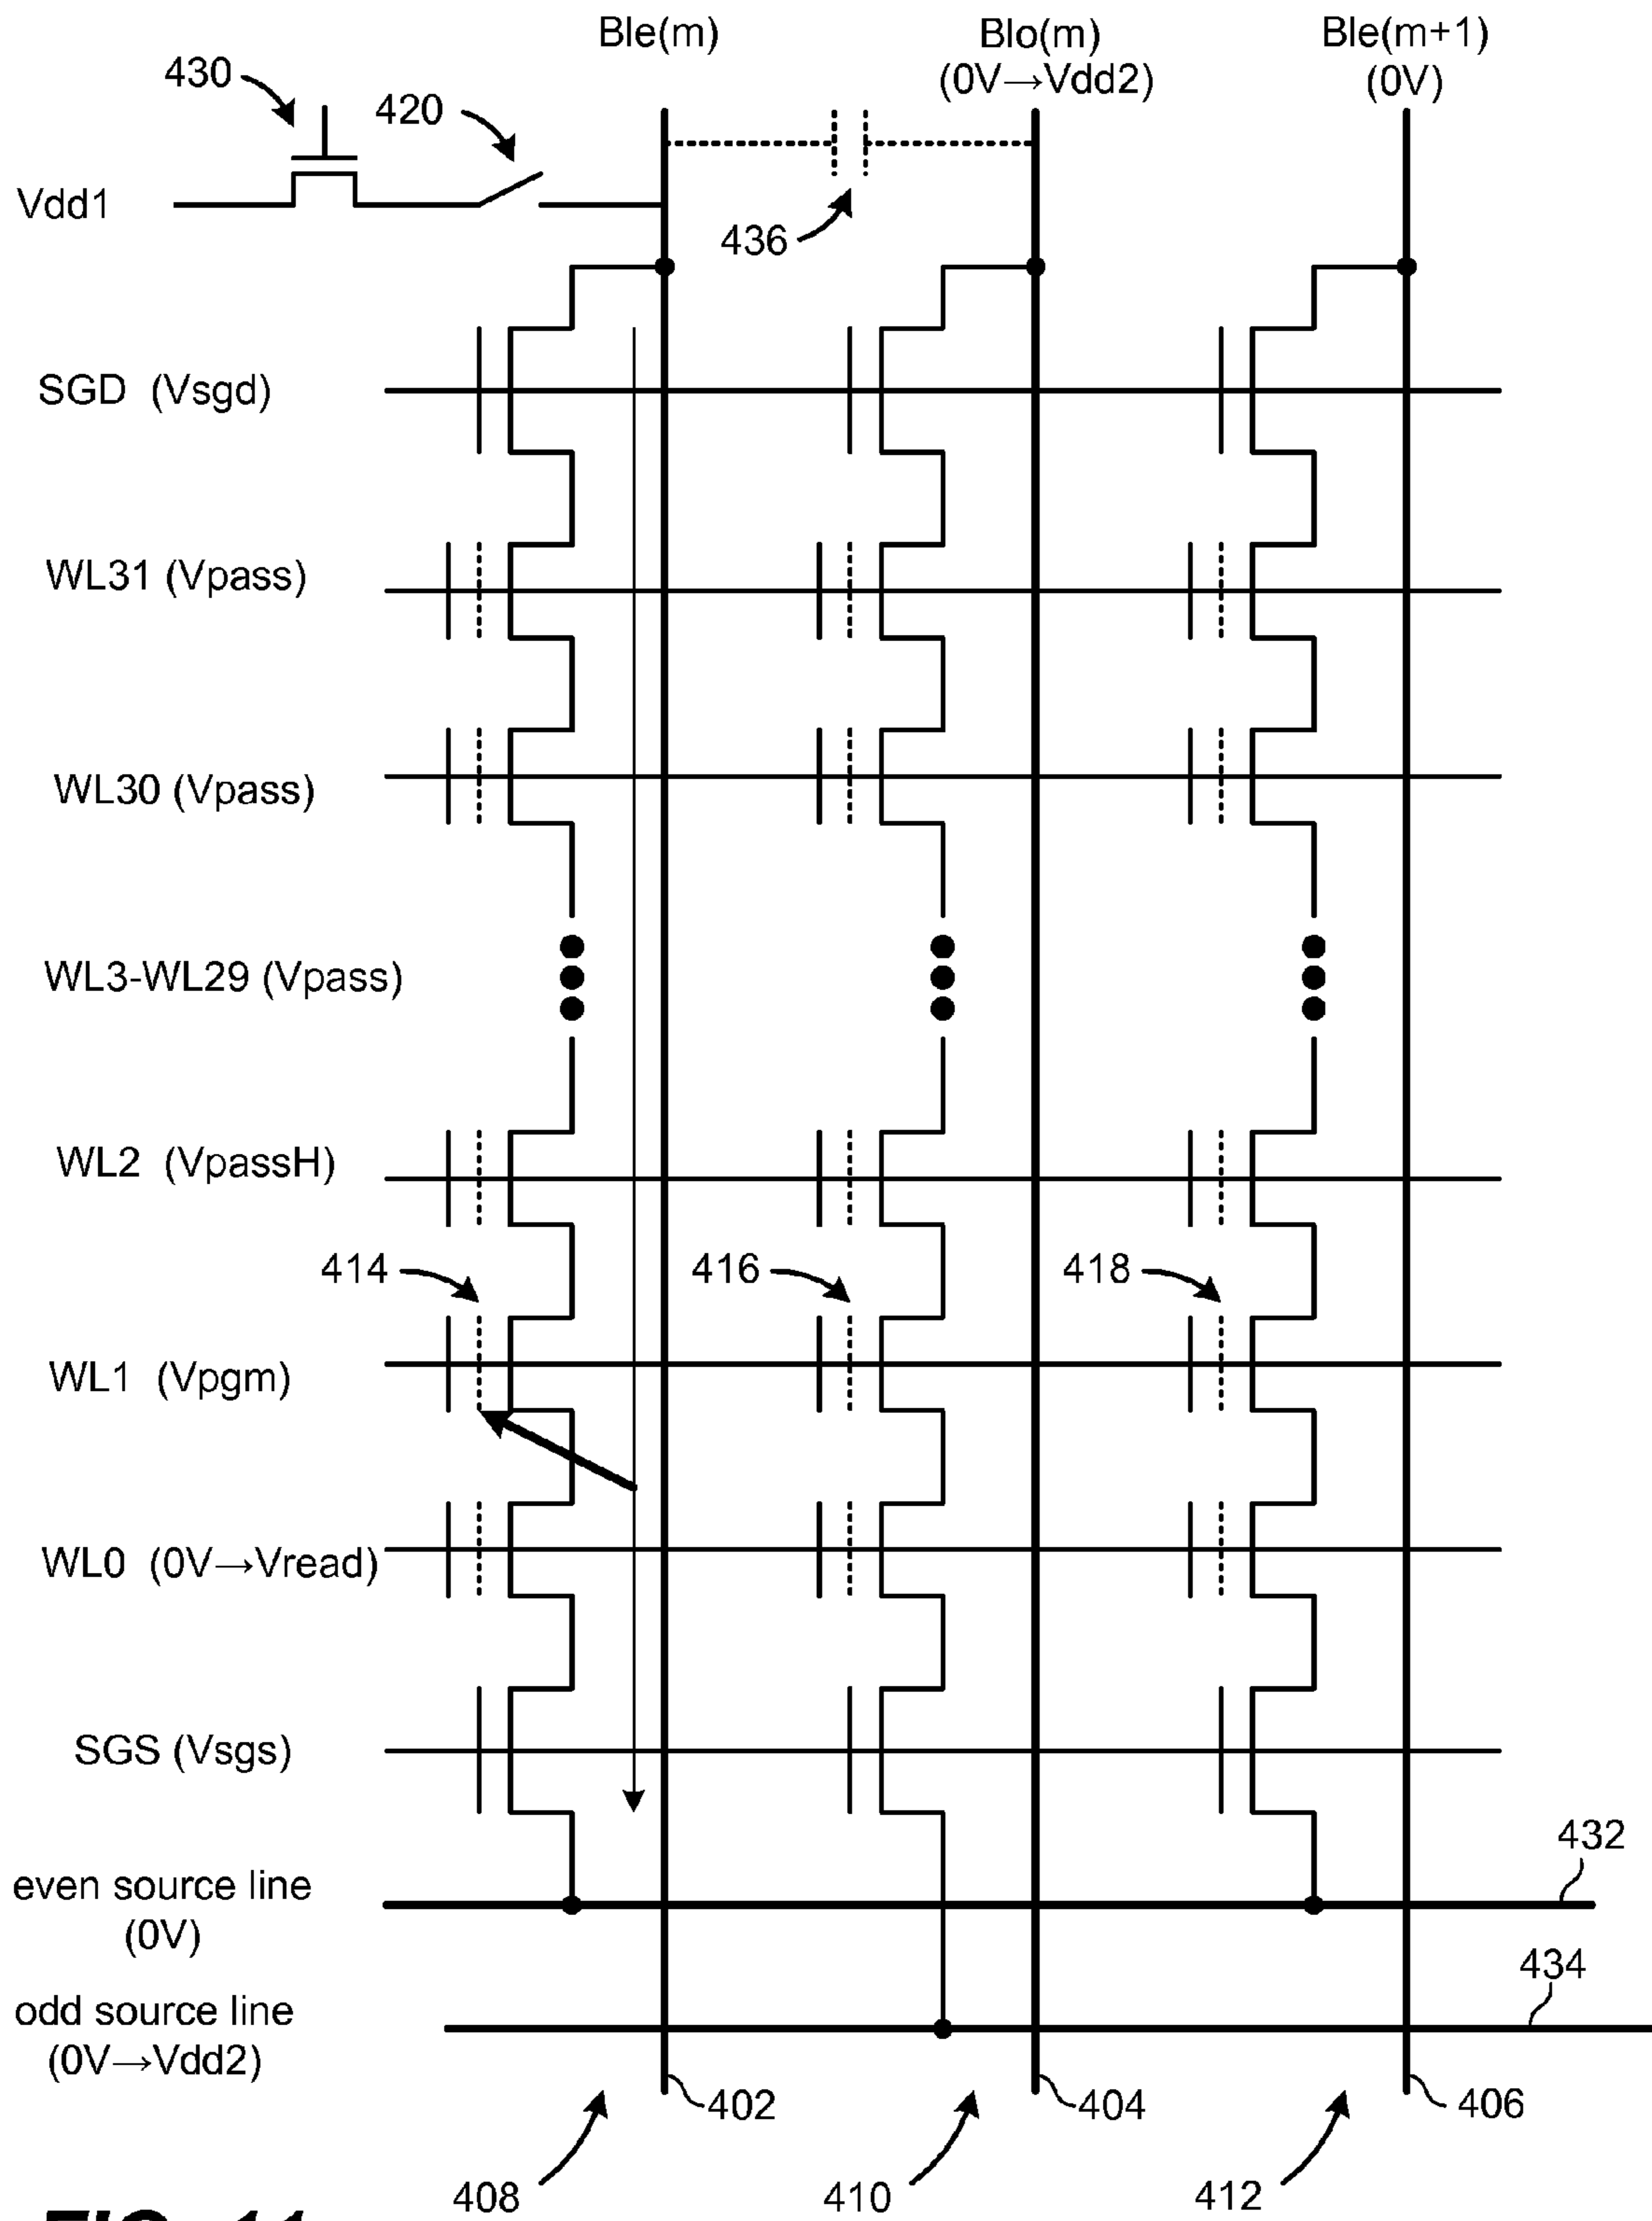 Ble(m)
Blo(m)
(0V→Vdd2)
Ble(m+1)
(0V)
430
420
Vdd1
436
SGD (Vsgd)
WL31 (Vpass)
WL30 (Vpass)
WL3-WL29 (Vpass)
WL2 (VpassH)
414
416
418
WL1 (Vpgm)
WL0 (0V→Vread)
SGS (Vsgs)
432
even source line
(0V)
434
odd source line
(0V→Vdd2)
402
404
406
408
410
412